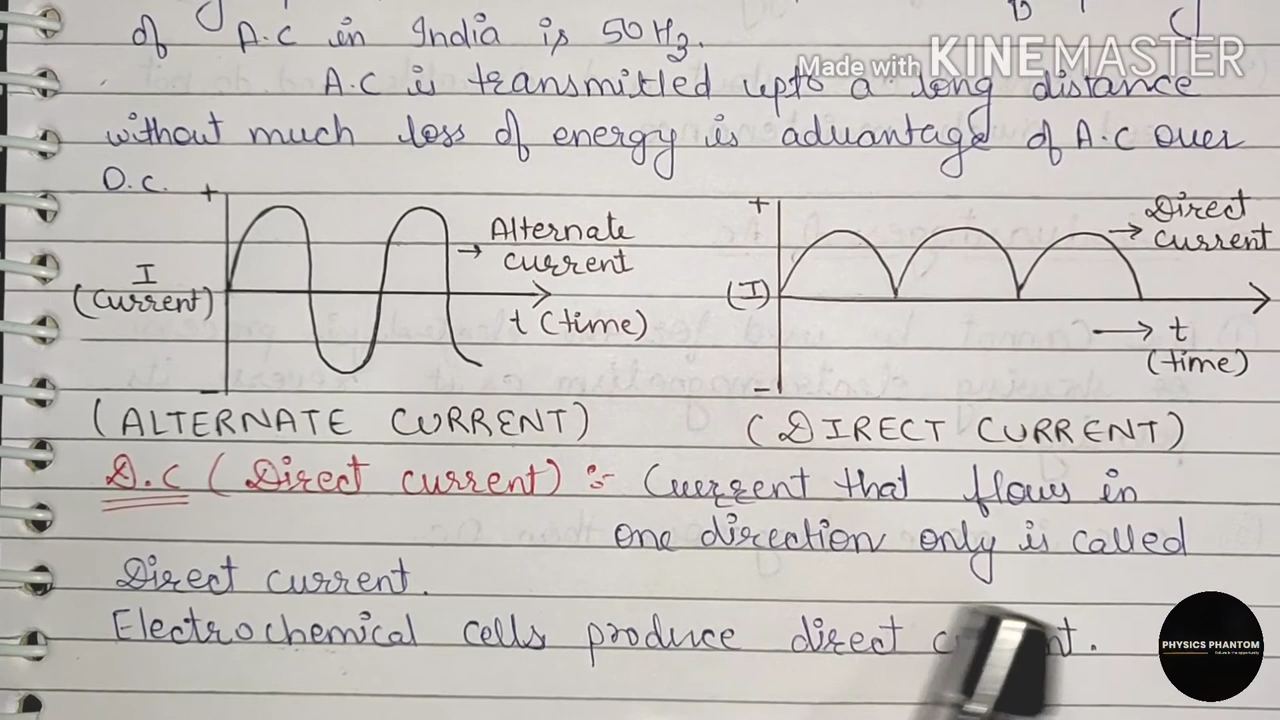 of A.C in India is 50 Hz.
Made with KINEMASTER
A.C is transmitted upto a long distance
without much loss of energy is advantage of A.C over
D.C.
+
I
(Current)
-
→ Alternate
current
t (time)
(ALTERNATE CURRENT)
+
(I)
-
→ Direct
current
→ t
(time)
(DIRECT CURRENT)
D.C (Direct current) :- Current that flows in
one direction only is called
Direct current.
Electrochemical cells produce direct
PHYSICS PHANTOM